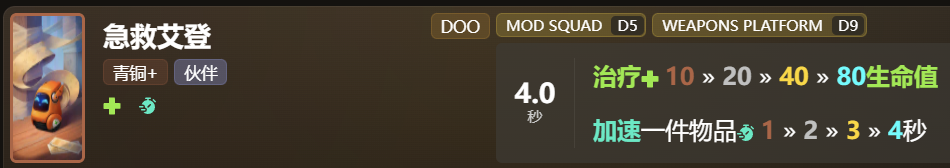 急救艾登
DOO
MOD SQUAD D5
WEAPONS PLATFORM D9
青铜+
伙伴
4.0
秒
治疗 10 » 20 » 40 » 80生命值
加速一件物品 1 » 2 » 3 » 4秒